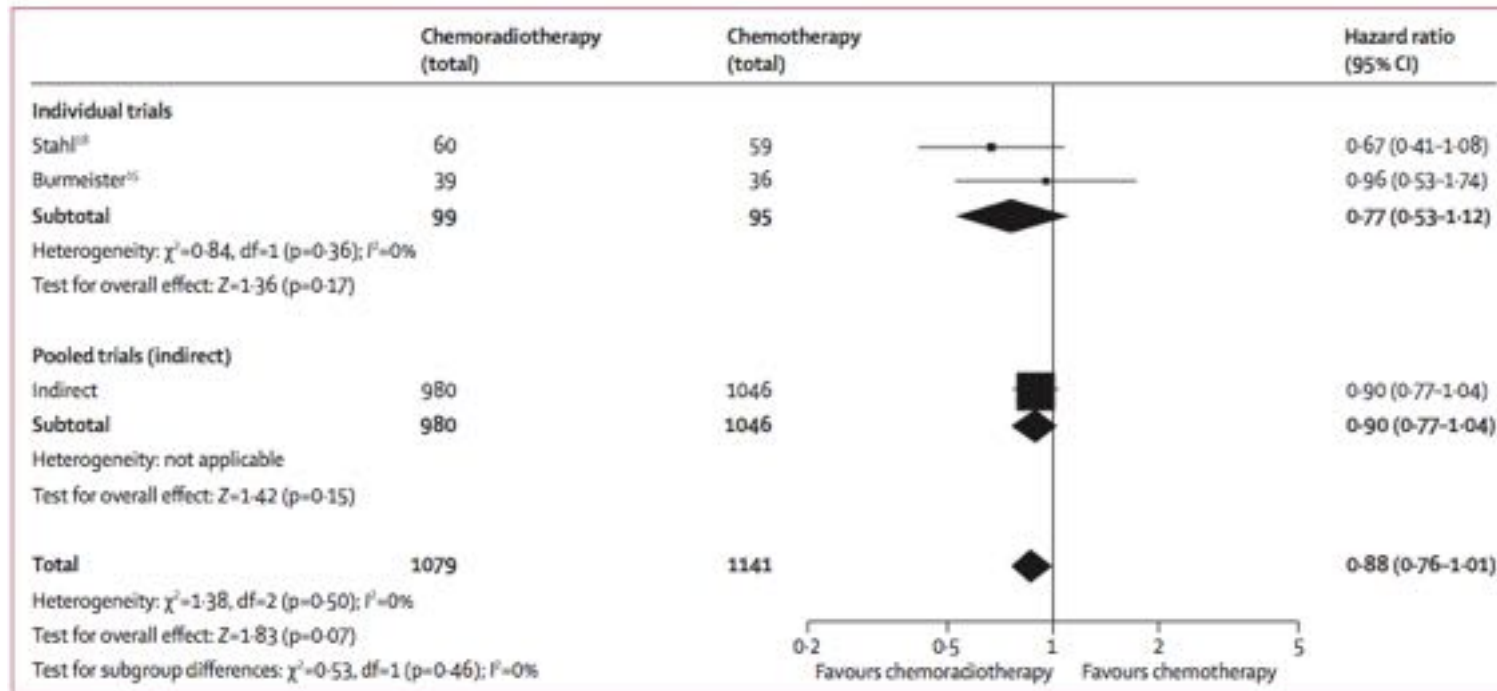 Chemoradiotherapy (total) Chemotherapy (total) Hazard ratio (95% CI)
Individual trials
Stahl 60 59 0·67 (0·41–1·08)
Burmeister¹⁵ 39 36 0·96 (0·53–1·74)
Subtotal 99 95 0·77 (0·53–1·12)
Heterogeneity: χ²=0·84, df=1 (p=0·36); I²=0%
Test for overall effect: Z=1·36 (p=0·17)
Pooled trials (indirect)
Indirect 980 1046 0·90 (0·77–1·04)
Subtotal 980 1046 0·90 (0·77–1·04)
Heterogeneity: not applicable
Test for overall effect: Z=1·42 (p=0·15)
Total 1079 1141 0·88 (0·76–1·01)
Heterogeneity: χ²=1·38, df=2 (p=0·50); I²=0%
Test for overall effect: Z=1·83 (p=0·07)
Test for subgroup differences: χ²=0·53, df=1 (p=0·46); I²=0%
0·2 0·5 1 2 5
Favours chemoradiotherapy Favours chemotherapy